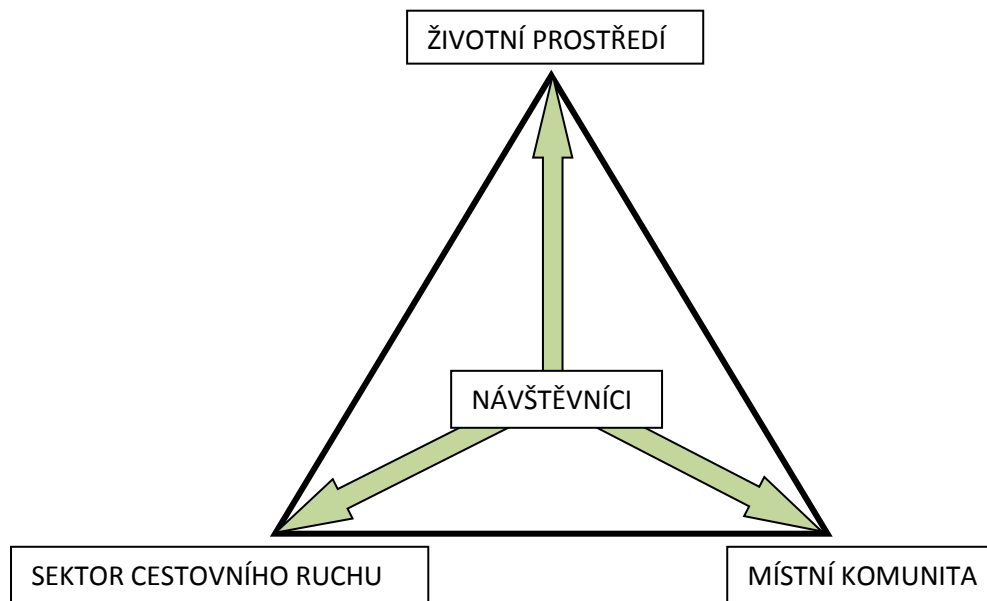 ŽIVOTNÍ PROSTŘEDÍ
NÁVŠTĚVNÍCI
SEKTOR CESTOVNÍHO RUCHU
MÍSTNÍ KOMUNITA